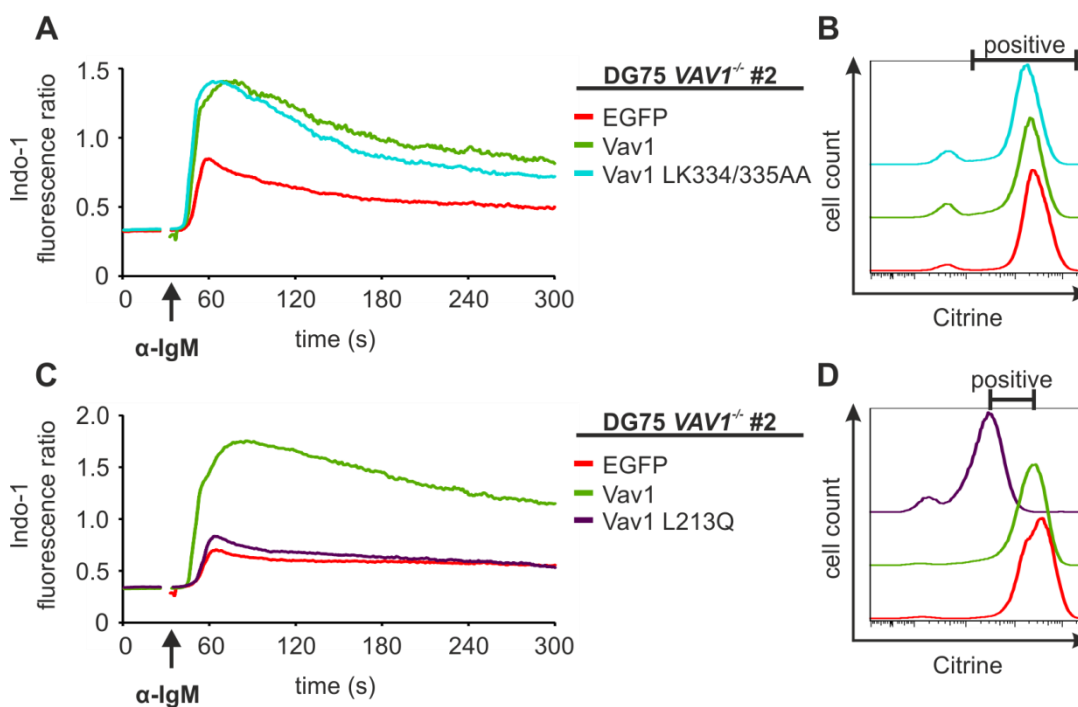 A
Indo-1
fluorescence ratio
1.5
1.0
0.5
0
0 60 120 180 240 300
α-IgM
time (s)
DG75 VAV1-/- #2
EGFP
Vav1
Vav1 LK334/335AA
B
positive
cell count
Citrine
C
Indo-1
fluorescence ratio
2.0
1.5
1.0
0.5
0
0 60 120 180 240 300
α-IgM
time (s)
DG75 VAV1-/- #2
EGFP
Vav1
Vav1 L213Q
D
positive
cell count
Citrine